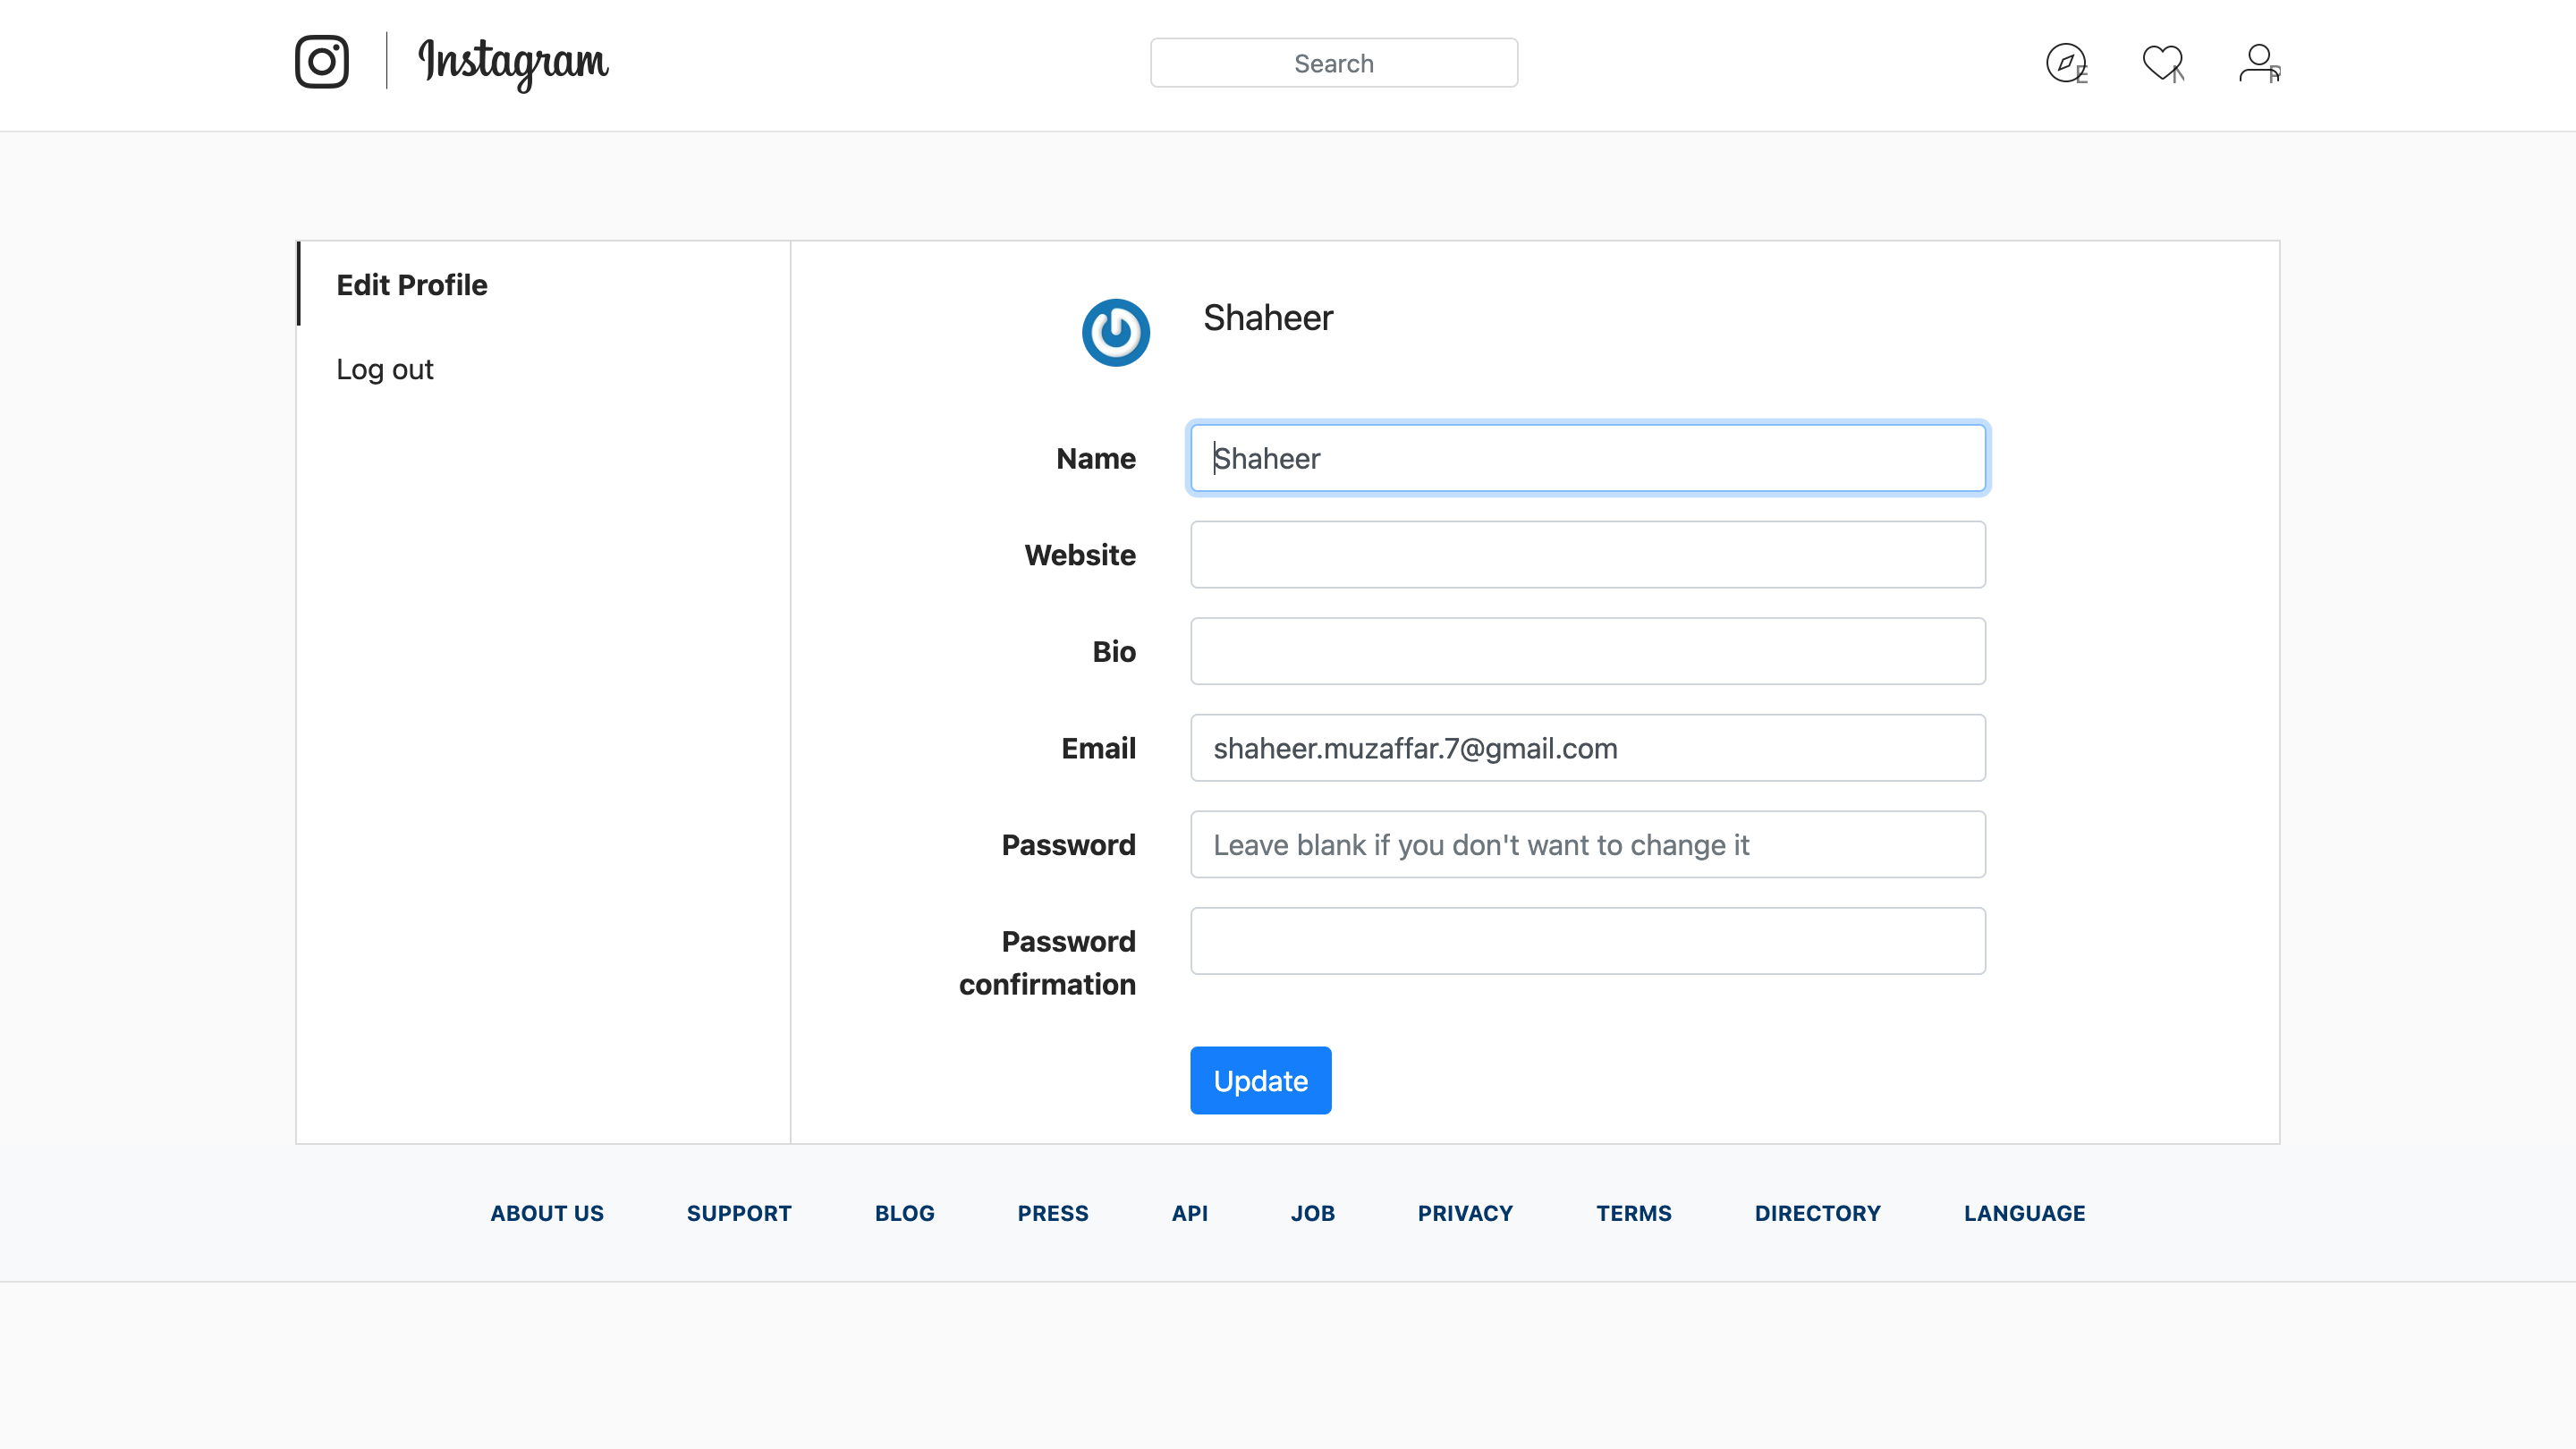 Instagram
Search
E
N
P
Edit Profile
Log out
Shaheer
Name
Shaheer
Website
Bio
Email
shaheer.muzaffar.7@gmail.com
Password
Leave blank if you don't want to change it
Password
confirmation
Update
ABOUT US SUPPORT BLOG PRESS API JOB PRIVACY TERMS DIRECTORY LANGUAGE